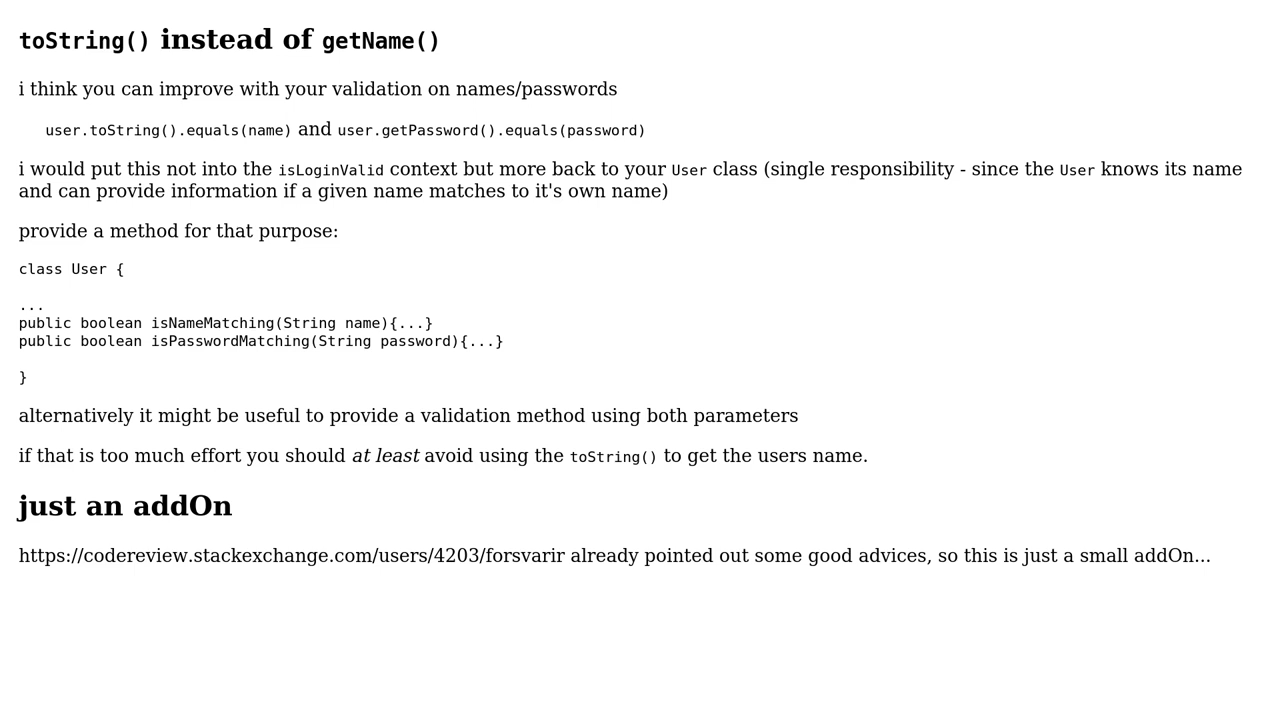 toString() instead of getName()
i think you can improve with your validation on names/passwords
user.toString().equals(name) and user.getPassword().equals(password)
i would put this not into the isLoginValid context but more back to your User class (single responsibility - since the User knows its name
and can provide information if a given name matches to it's own name)
provide a method for that purpose:
class User {
...
public boolean isNameMatching(String name){...}
public boolean isPasswordMatching(String password){...}
}
alternatively it might be useful to provide a validation method using both parameters
if that is too much effort you should at least avoid using the toString() to get the users name.
just an addOn
https://codereview.stackexchange.com/users/4203/forsvarir already pointed out some good advices, so this is just a small addOn...